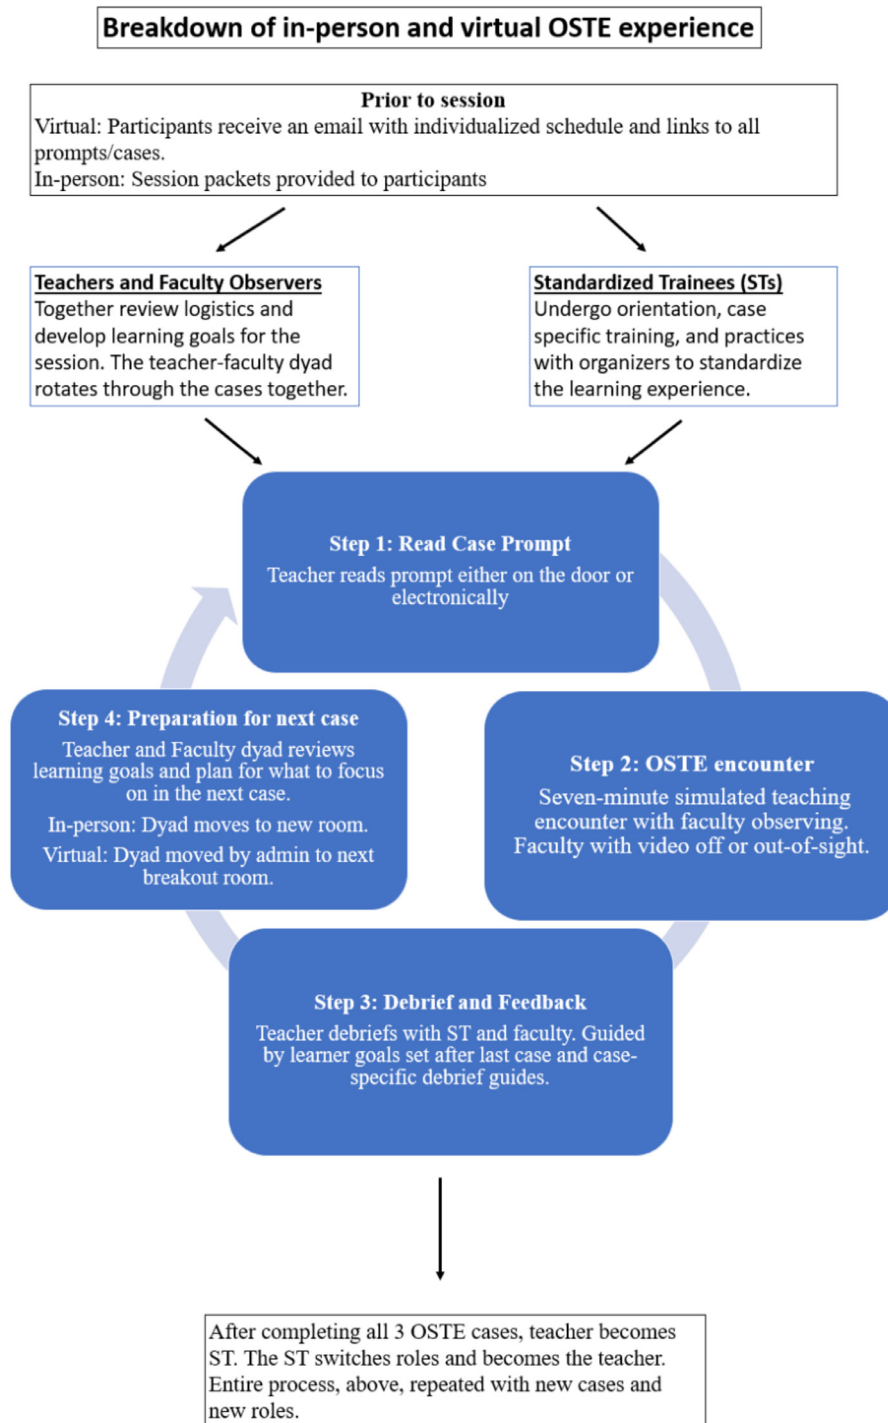 Breakdown of in-person and virtual OSTE experience
Prior to session
Virtual: Participants receive an email with individualized schedule and links to all
prompts/cases.
In-person: Session packets provided to participants
Teachers and Faculty Observers
Together review logistics and
develop learning goals for the
session. The teacher-faculty dyad
rotates through the cases together.
Standardized Trainees (STs)
Undergo orientation, case
specific training, and practices
with organizers to standardize
the learning experience.
Step 1: Read Case Prompt
Teacher reads prompt either on the door or
electronically
Step 2: OSTE encounter
Seven-minute simulated teaching
encounter with faculty observing.
Faculty with video off or out-of-sight.
Step 3: Debrief and Feedback
Teacher debriefs with ST and faculty. Guided
by learner goals set after last case and case-
specific debrief guides.
Step 4: Preparation for next case
Teacher and Faculty dyad reviews
learning goals and plan for what to focus
on in the next case.
In-person: Dyad moves to new room.
Virtual: Dyad moved by admin to next
breakout room.
After completing all 3 OSTE cases, teacher becomes
ST. The ST switches roles and becomes the teacher.
Entire process, above, repeated with new cases and
new roles.